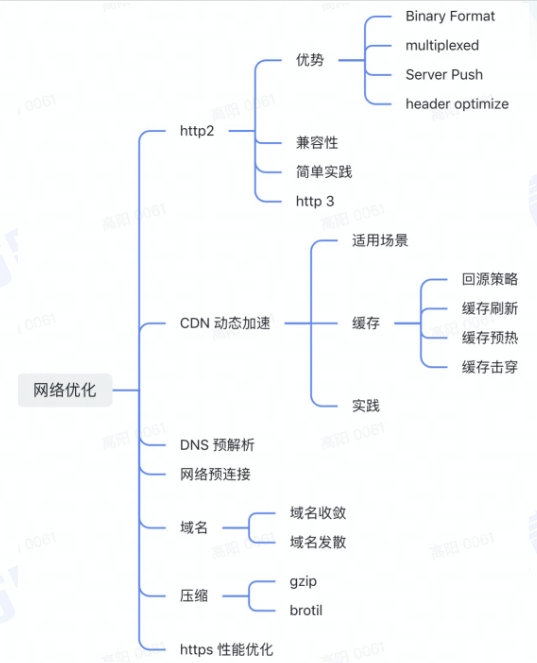 Binary Format
优势
multiplexed
Server Push
header optimize
http2
兼容性
简单实践
http 3
适用场景
回源策略
CDN 动态加速
缓存
缓存刷新
缓存预热
缓存击穿
实践
网络优化
DNS 预解析
网络预连接
域名
域名收敛
域名发散
压缩
gzip
brotil
https 性能优化
高阳 0061